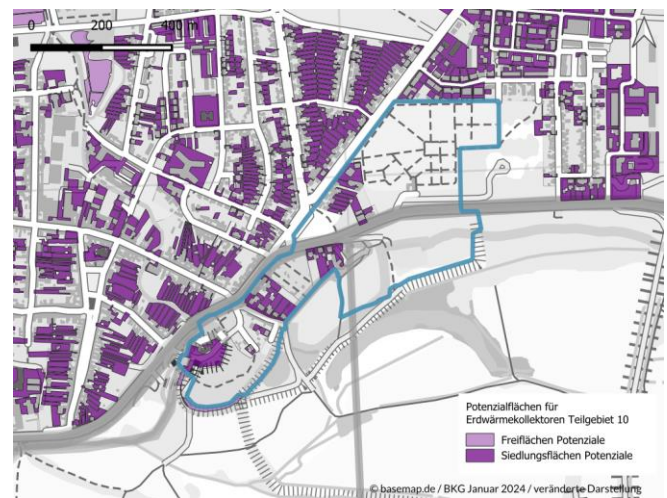 0 200 400 m
Potenzialflächen für
Erdwärmekollektoren Teilgebiet 10
Freiflächen Potenziale
Siedlungsflächen Potenziale
© basemap.de / BKG Januar 2024 / veränderte Darstellung